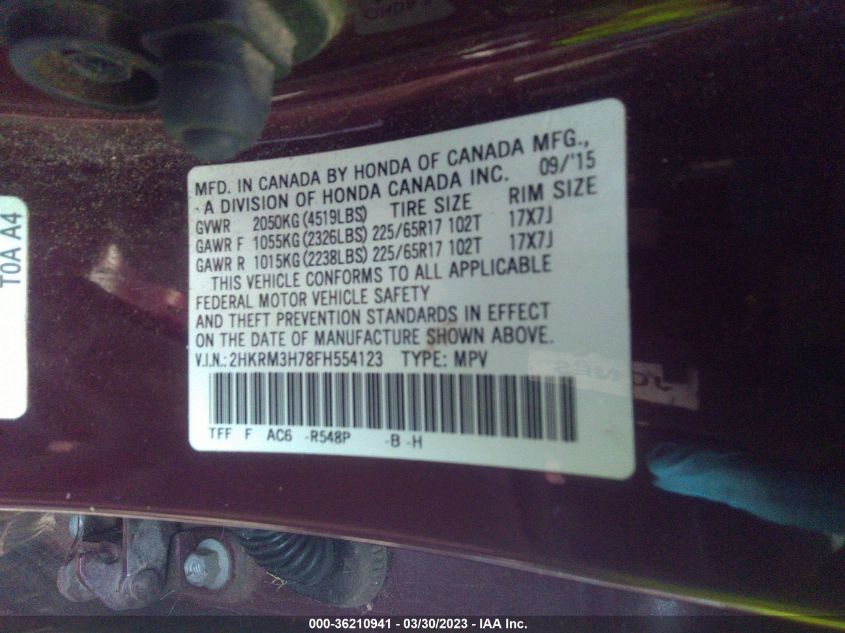 MFD. IN CANADA BY HONDA OF CANADA MFG.,
A DIVISION OF HONDA CANADA INC. 09/'15
GVWR 2050KG (4519LBS) TIRE SIZE RIM SIZE
GAWR F 1055KG (2326LBS) 225/65R17 102T 17X7J
GAWR R 1015KG (2238LBS) 225/65R17 102T 17X7J
THIS VEHICLE CONFORMS TO ALL APPLICABLE
FEDERAL MOTOR VEHICLE SAFETY
AND THEFT PREVENTION STANDARDS IN EFFECT
ON THE DATE OF MANUFACTURE SHOWN ABOVE.
V.I.N.: 2HKRM3H78FH554123 TYPE: MPV
TFF F AC6 -R548P -B -H
TOA A4
000-36210941 - 03/30/2023 - IAA Inc.